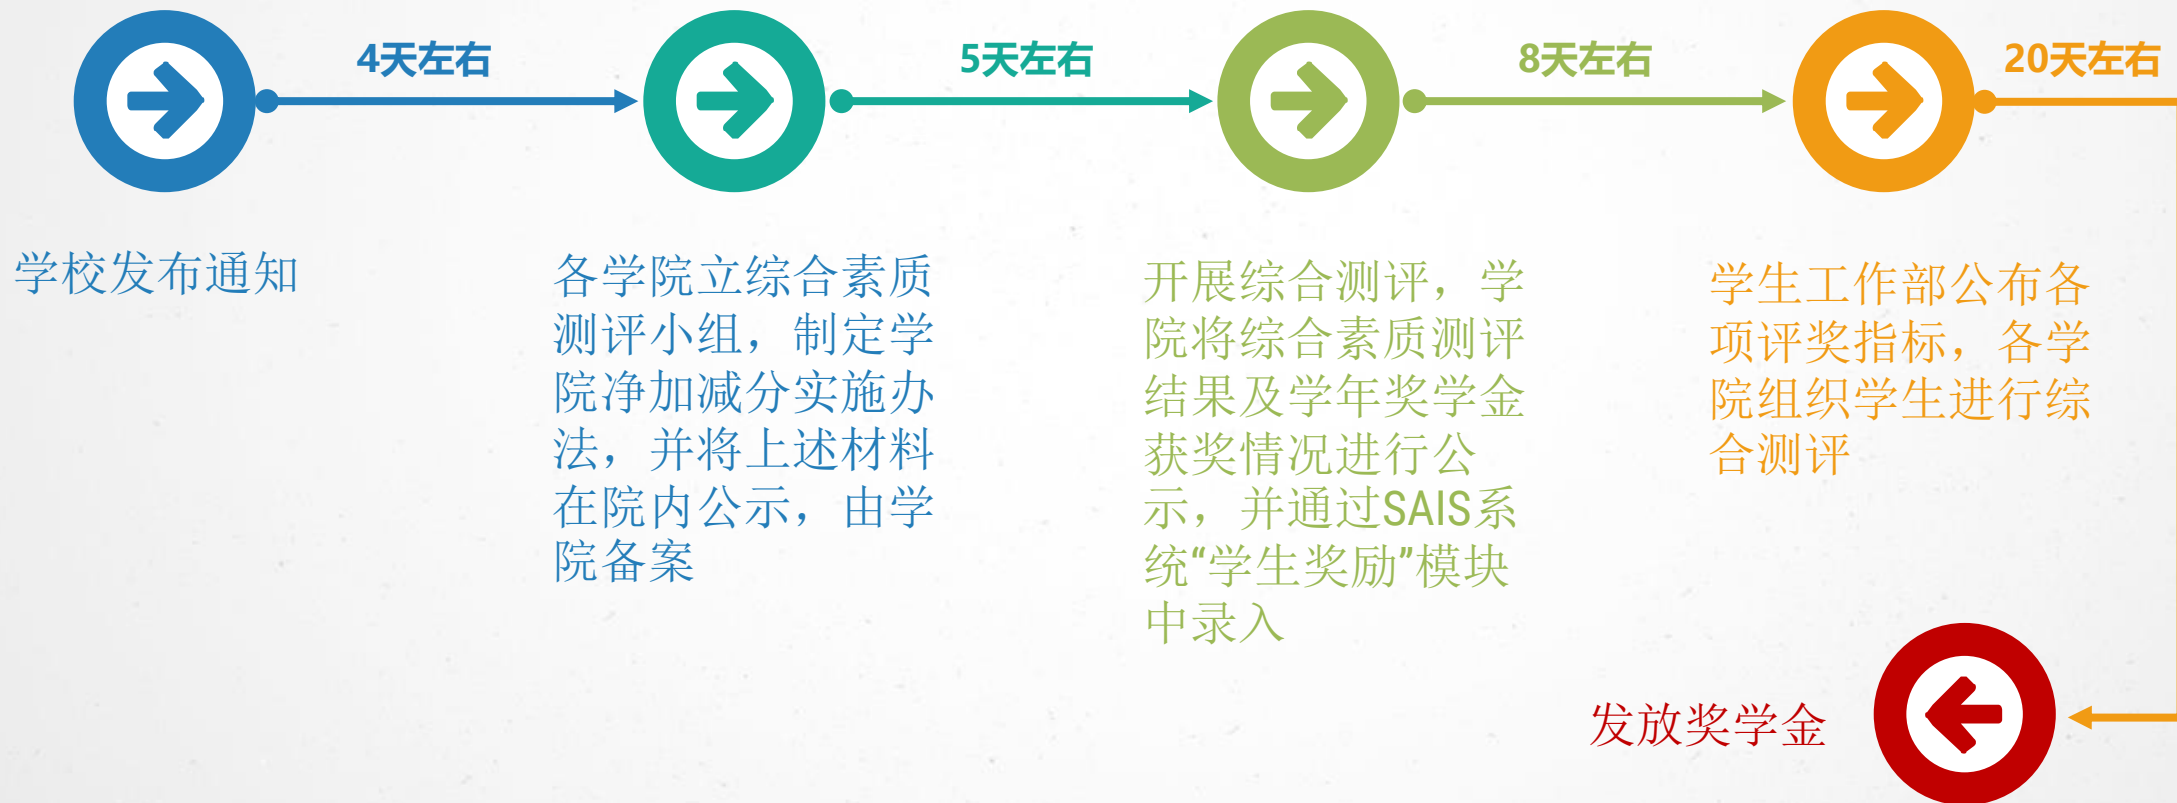 4天左右
5天左右
8天左右
20天左右
学校发布通知
各学院立综合素质
测评小组，制定学
院净加减分实施办
法，并将上述材料
在院内公示，由学
院备案
开展综合测评，学
院将综合素质测评
结果及学年奖学金
获奖情况进行公
示，并通过SAIS系
统“学生奖励”模块
中录入
学生工作部公布各
项评奖指标，各学
院组织学生进行综
合测评
发放奖学金